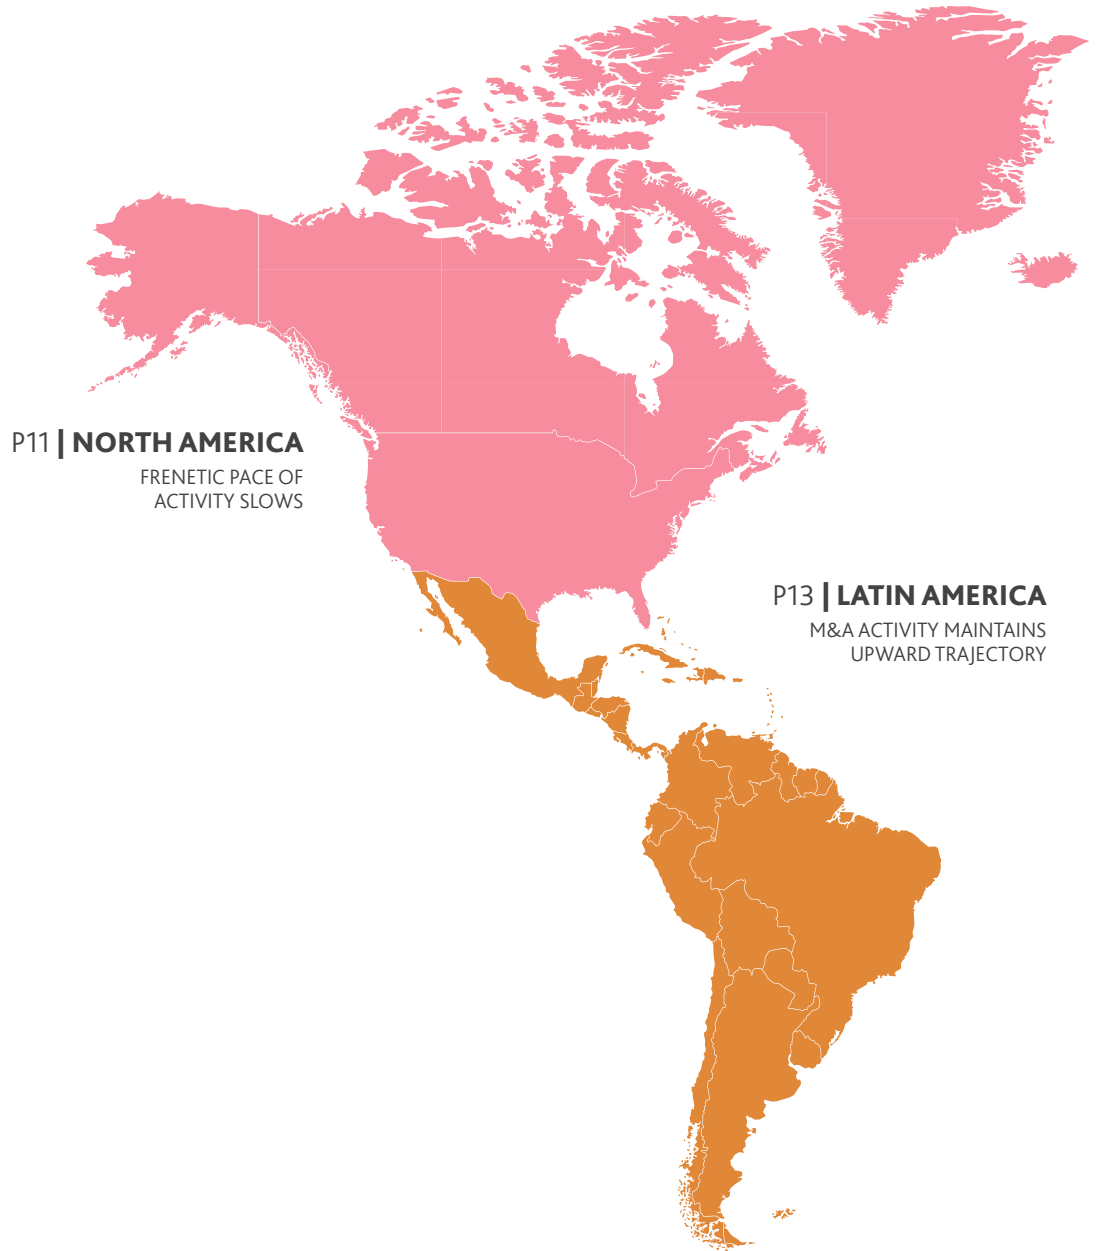 P11 | NORTH AMERICA
FRENETIC PACE OF
ACTIVITY SLOWS
P13 | LATIN AMERICA
M&A ACTIVITY MAINTAINS
UPWARD TRAJECTORY